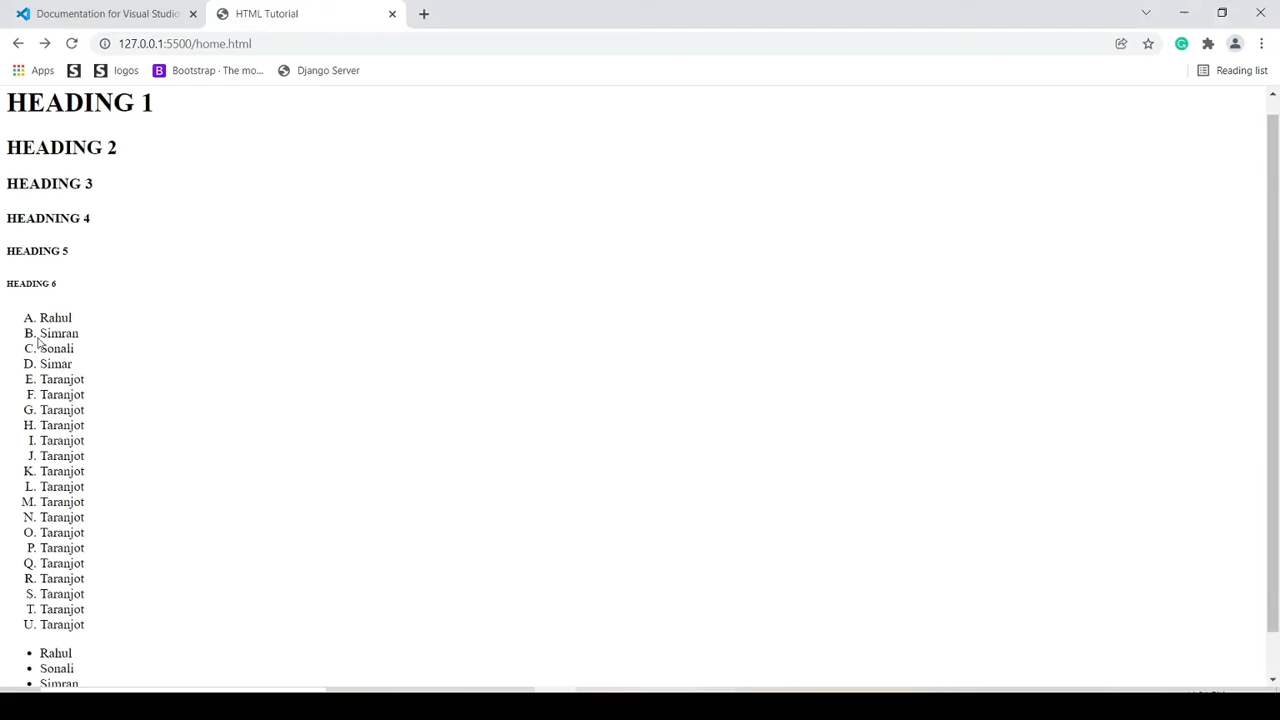 Documentation for Visual Studio
HTML Tutorial
127.0.0.1:5500/home.html
Apps
logos
Bootstrap · The mo...
Django Server
Reading list
HEADING 1
HEADING 2
HEADING 3
HEADNING 4
HEADING 5
HEADING 6
A. Rahul
B. Simran
C. Sonali
D. Simar
E. Taranjot
F. Taranjot
G. Taranjot
H. Taranjot
I. Taranjot
J. Taranjot
K. Taranjot
L. Taranjot
M. Taranjot
N. Taranjot
O. Taranjot
P. Taranjot
Q. Taranjot
R. Taranjot
S. Taranjot
T. Taranjot
U. Taranjot
• Rahul
• Sonali
• Simran